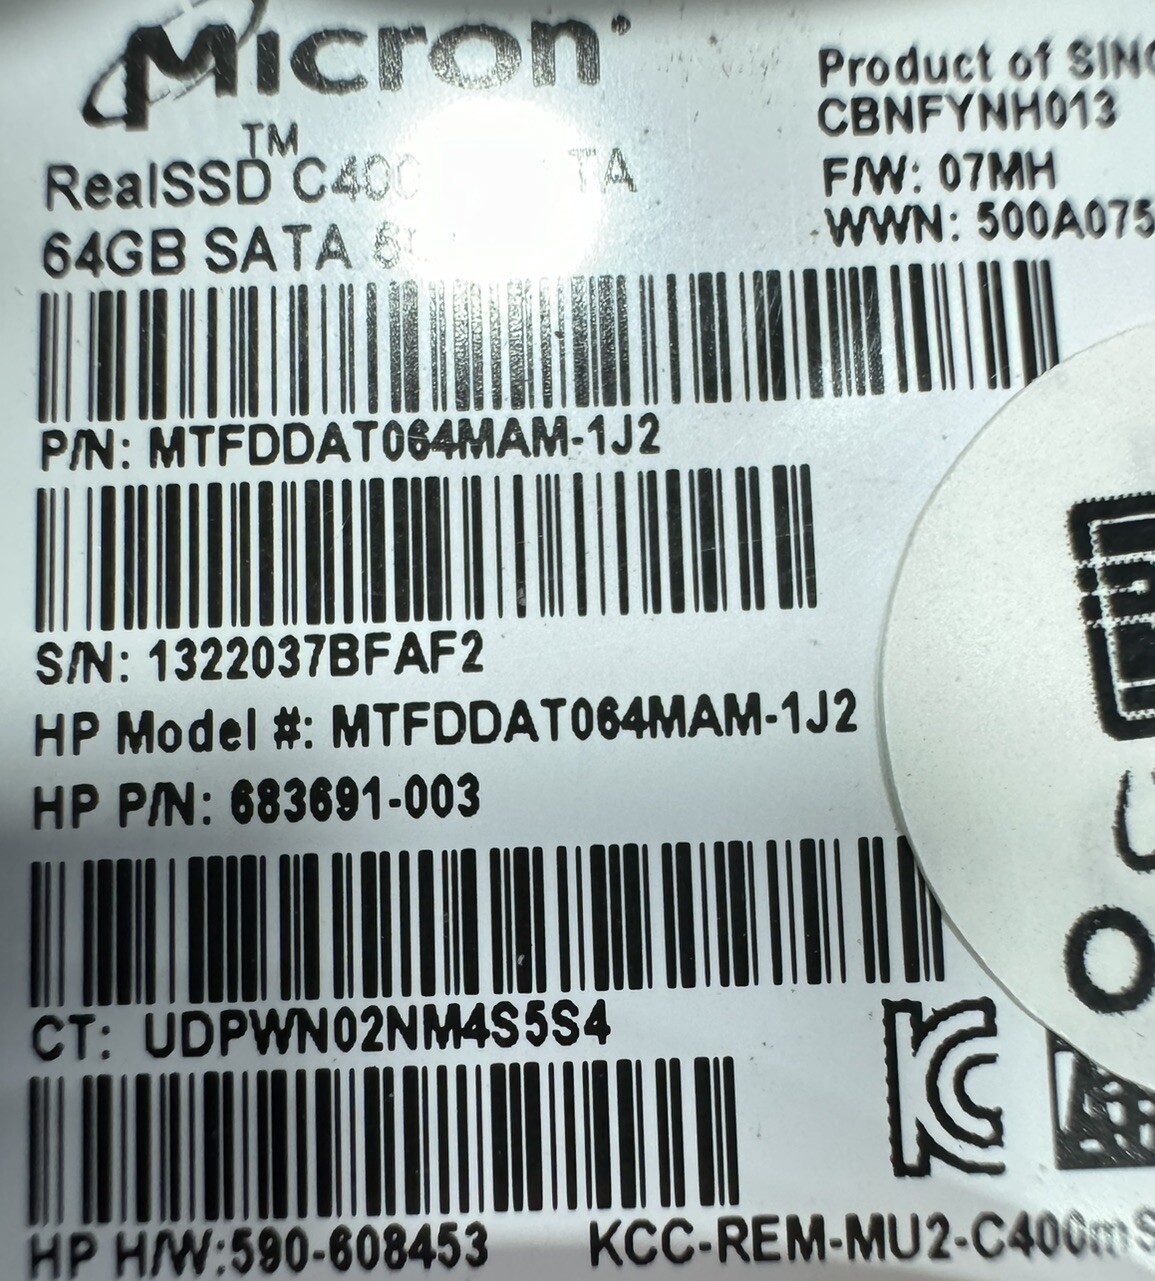 Micron
Product of
CBNFYNH013
TM
RealSSD
F/W: 07MH
64GB SATA
WWN: 500A075
P/N: MTFDDAT064MAM-1J2
S/N: 1322037BFAF2
HP Model #: MTFDDAT064MAM-1J2
HP P/N: 683691-003
CT: UDPWN02NM4S5S4
HP H/W:590-608453
KCC-REM-MU2-C400mS